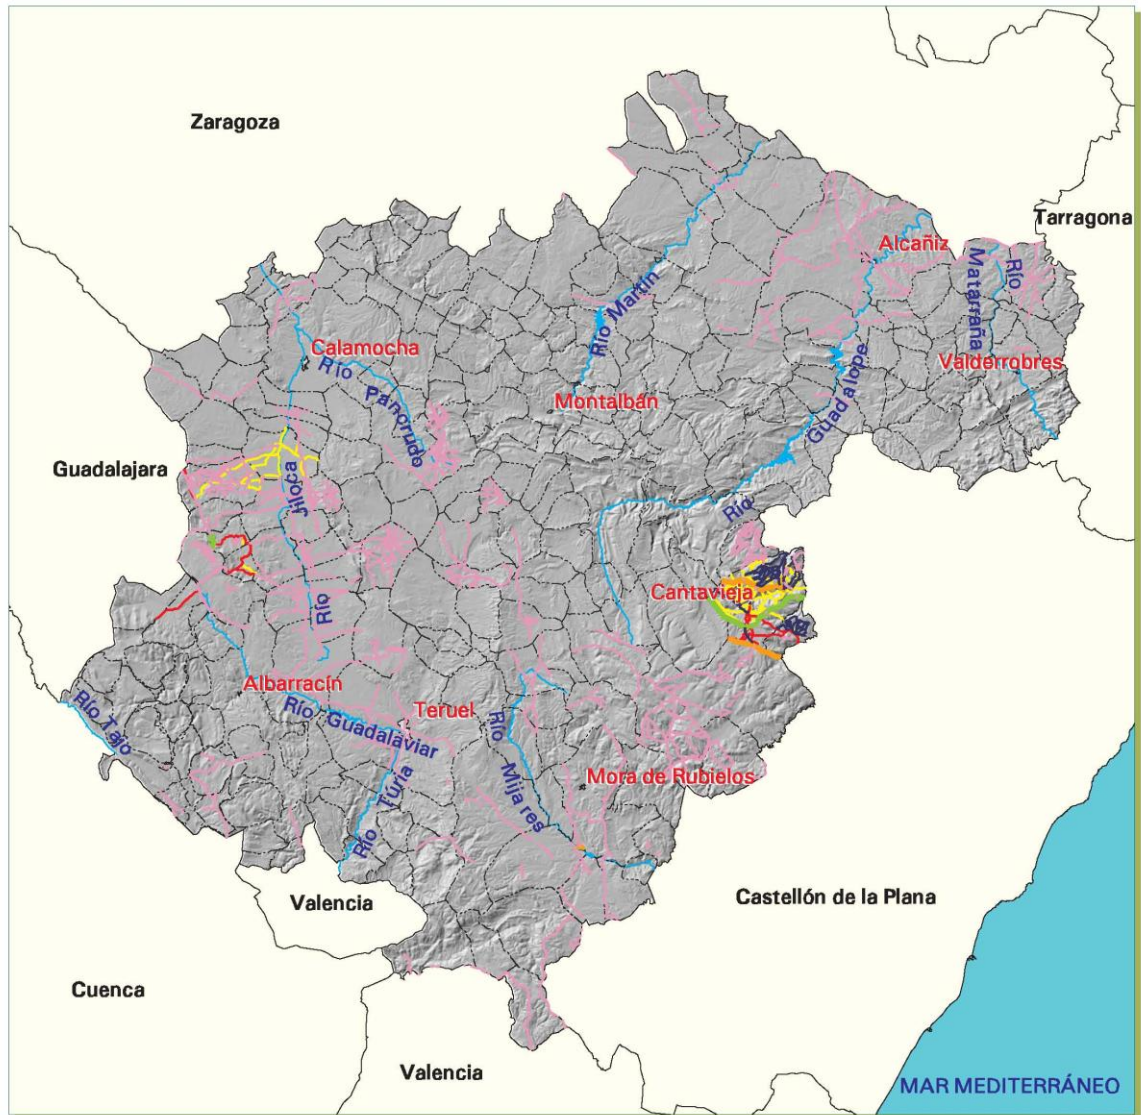 Zaragoza
Tarragona
Alcañiz
Río Matarraña
Río Martín
Calamocha
Río Pancrudo
Valderrobres
Montalbán
Guadalope
Guadalajara
Jiloca
Río
Cantavieja
Río
Albarracín
Río Tajo
Río Guadalaviar
Teruel
Río Mijares
Mora de Rubielos
Río Túria
Valencia
Castellón de la Plana
Cuenca
Valencia
MAR MEDITERRÁNEO